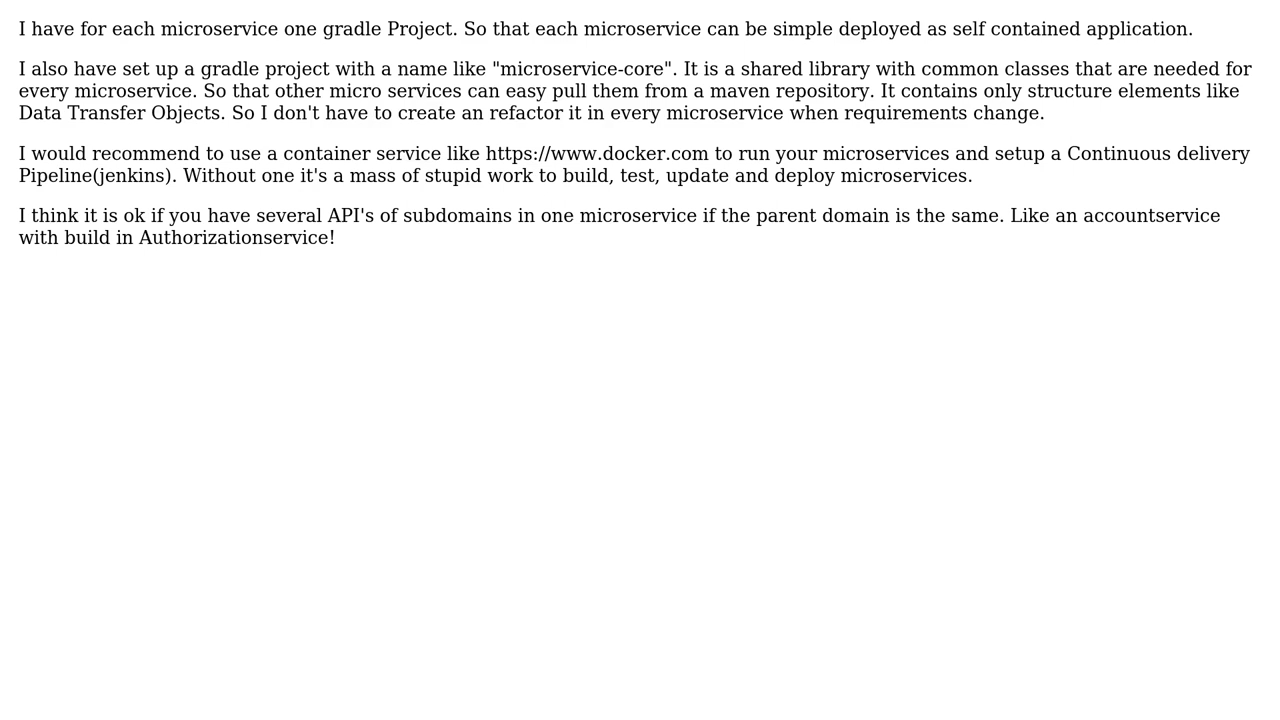 I have for each microservice one gradle Project. So that each microservice can be simple deployed as self contained application.
I also have set up a gradle project with a name like "microservice-core". It is a shared library with common classes that are needed for
every microservice. So that other micro services can easy pull them from a maven repository. It contains only structure elements like
Data Transfer Objects. So I don't have to create an refactor it in every microservice when requirements change.
I would recommend to use a container service like https://www.docker.com to run your microservices and setup a Continuous delivery
Pipeline(jenkins). Without one it's a mass of stupid work to build, test, update and deploy microservices.
I think it is ok if you have several API's of subdomains in one microservice if the parent domain is the same. Like an accountservice
with build in Authorizationservice!